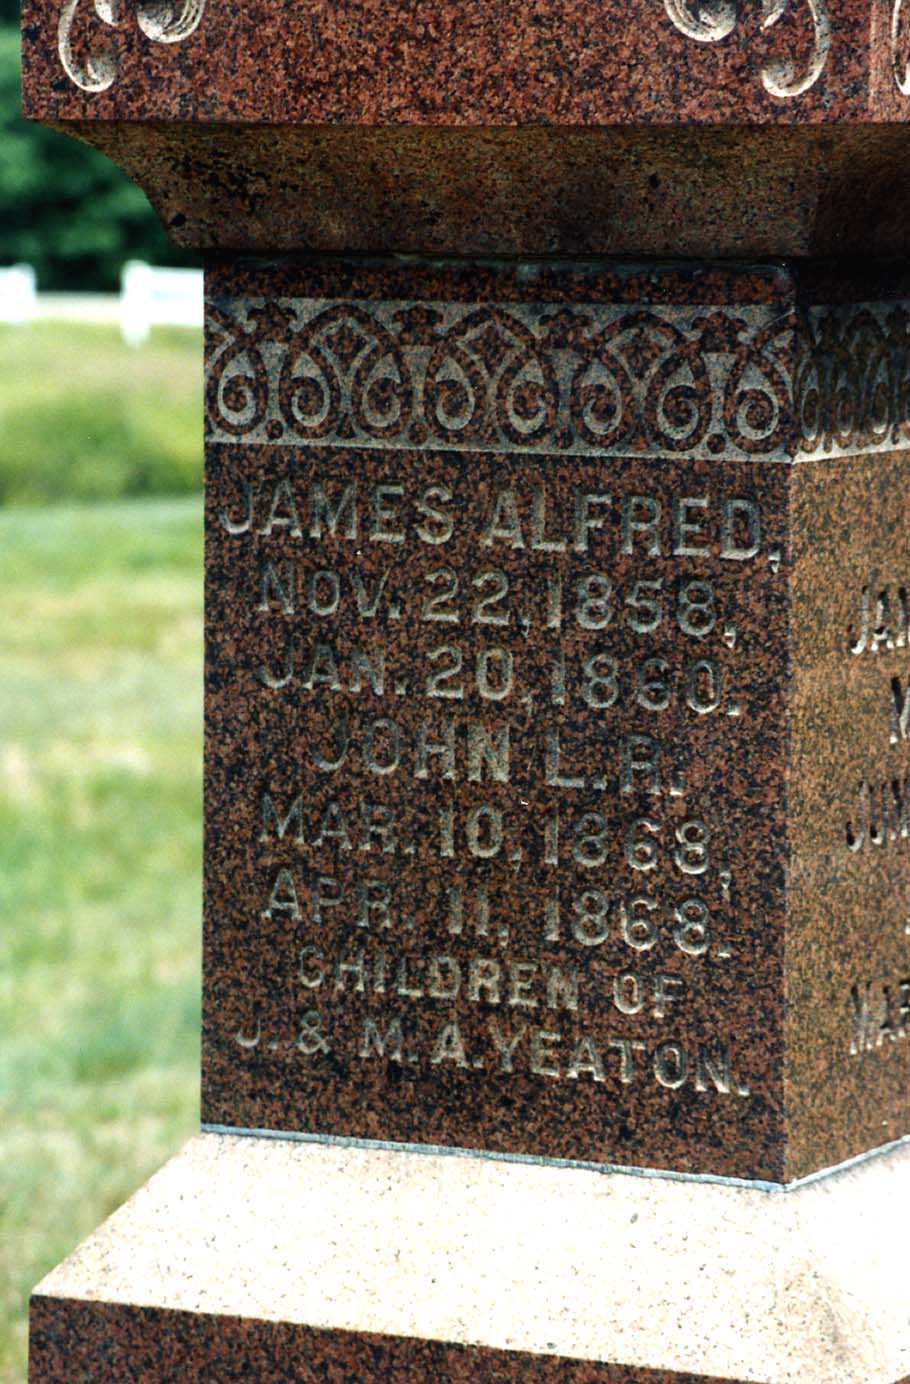 JAMES ALFRED,
NOV. 22, 1858,
JAN. 20, 1860.
JOHN L. R.
MAR. 10, 1868,
APR. 11, 1868.
CHILDREN OF
J. & M. A. YEATON.